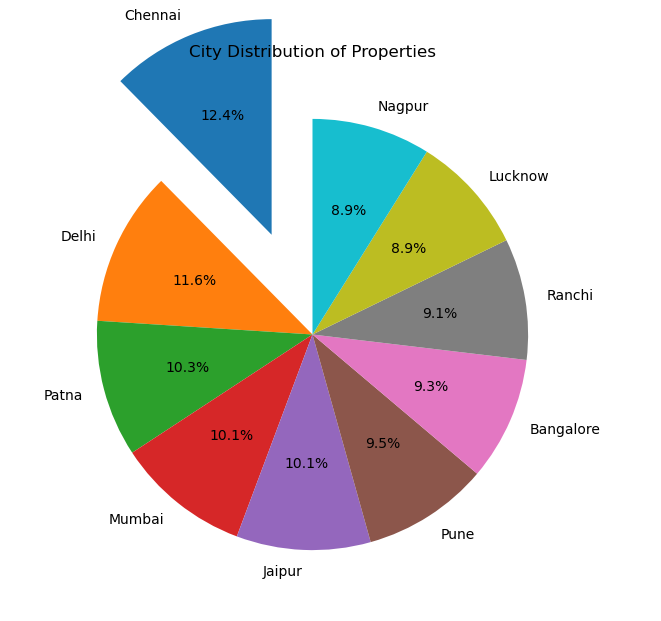 Chennai
City Distribution of Properties
12.4%
Nagpur
8.9%
Lucknow
8.9%
Delhi
11.6%
Ranchi
9.1%
Patna
10.3%
Bangalore
9.3%
Mumbai
10.1%
Jaipur
10.1%
Pune
9.5%